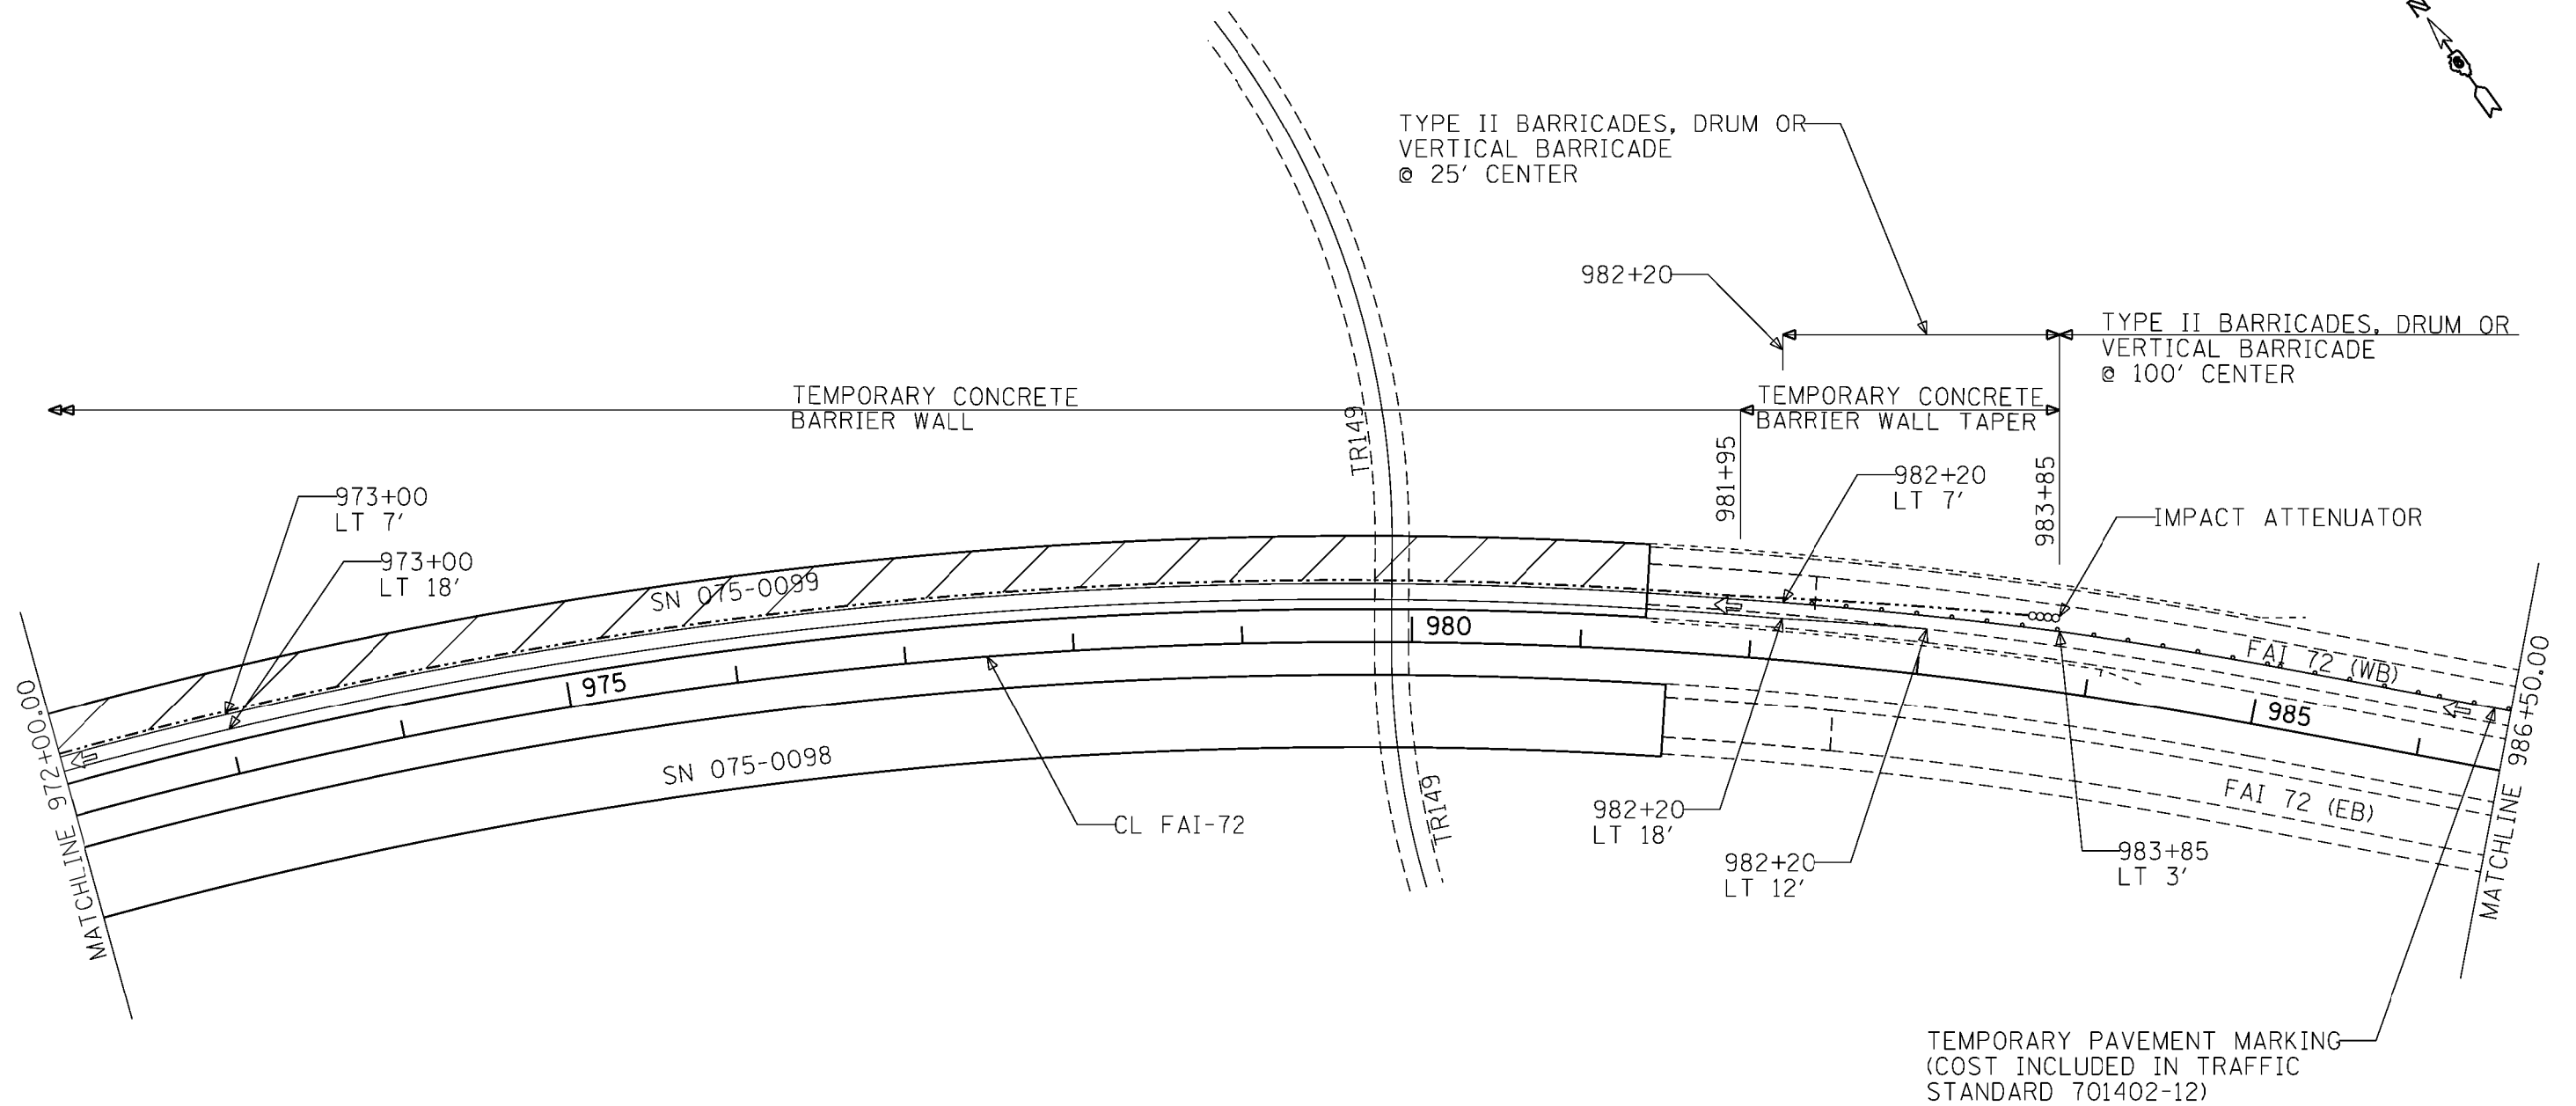 N
TYPE II BARRICADES, DRUM OR
VERTICAL BARRICADE
@ 25' CENTER
982+20
TYPE II BARRICADES, DRUM OR
VERTICAL BARRICADE
@ 100' CENTER
TEMPORARY CONCRETE
BARRIER WALL
TEMPORARY CONCRETE
BARRIER WALL TAPER
TR149
981+95
983+85
973+00
LT 7'
982+20
LT 7'
IMPACT ATTENUATOR
973+00
LT 18'
SN 075-0099
980
975
FAI 72 (WB)
985
MATCHLINE 972+00.00
MATCHLINE 986+50.00
SN 075-0098
TR149
CL FAI-72
FAI 72 (EB)
982+20
LT 18'
982+20
LT 12'
983+85
LT 3'
TEMPORARY PAVEMENT MARKING
(COST INCLUDED IN TRAFFIC
STANDARD 701402-12)